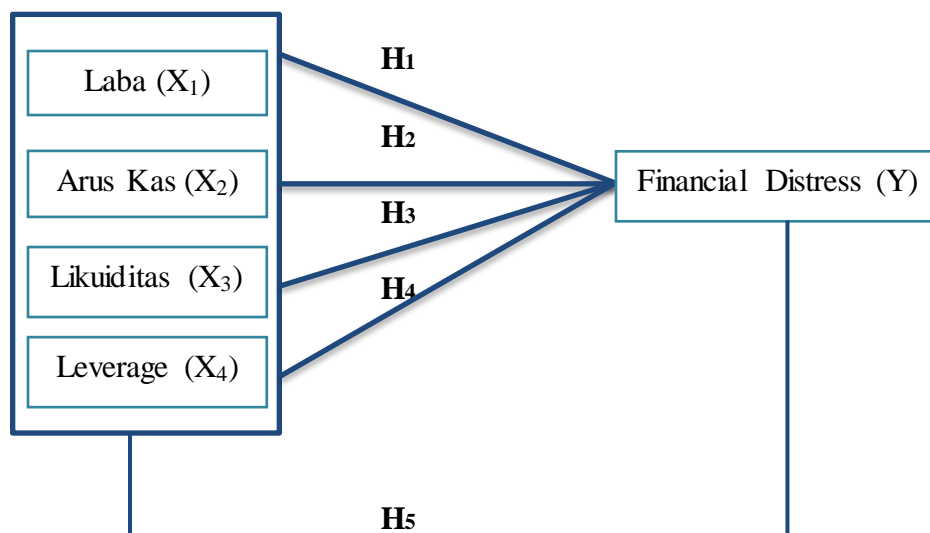 Laba (X₁)
H1
H2
Arus Kas (X₂)
Financial Distress (Y)
H3
Likuiditas (X₃)
H4
Leverage (X₄)
H5